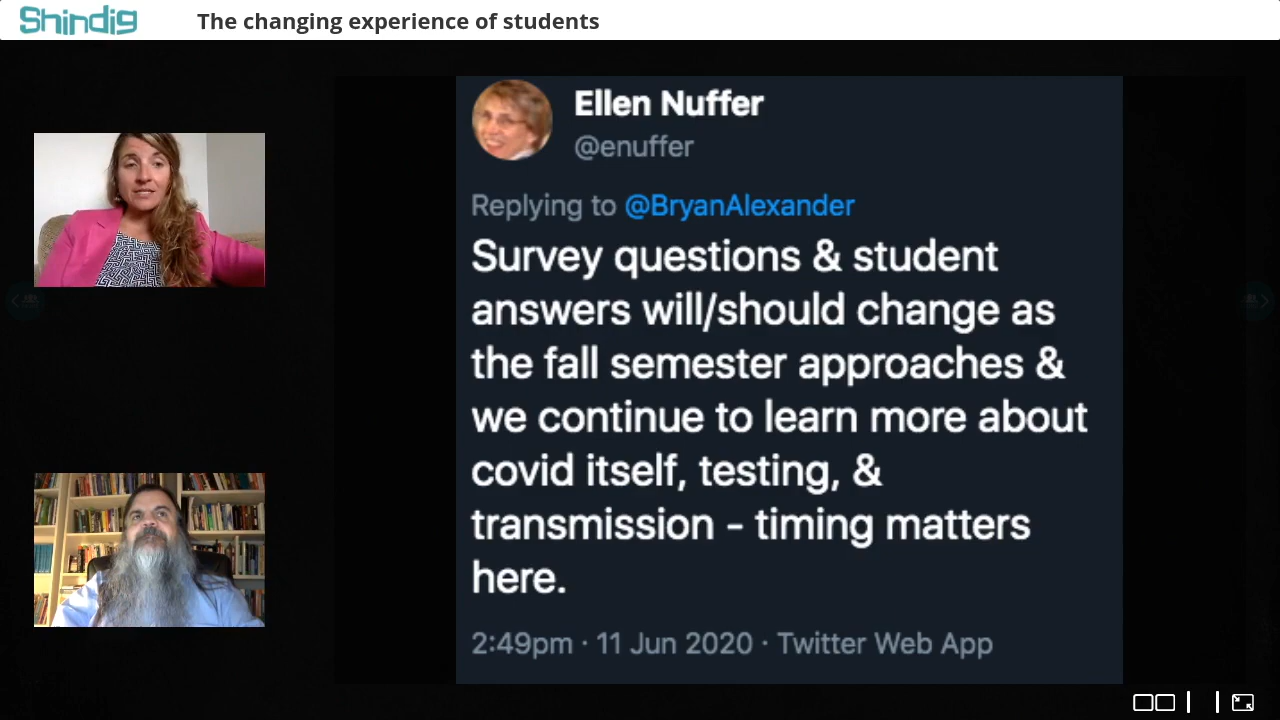 Shindig
The changing experience of students
Ellen Nuffer
@enuffer
Replying to @BryanAlexander
Survey questions & student
answers will/should change as
the fall semester approaches &
we continue to learn more about
covid itself, testing, &
transmission - timing matters
here.
2:49pm · 11 Jun 2020 · Twitter Web App